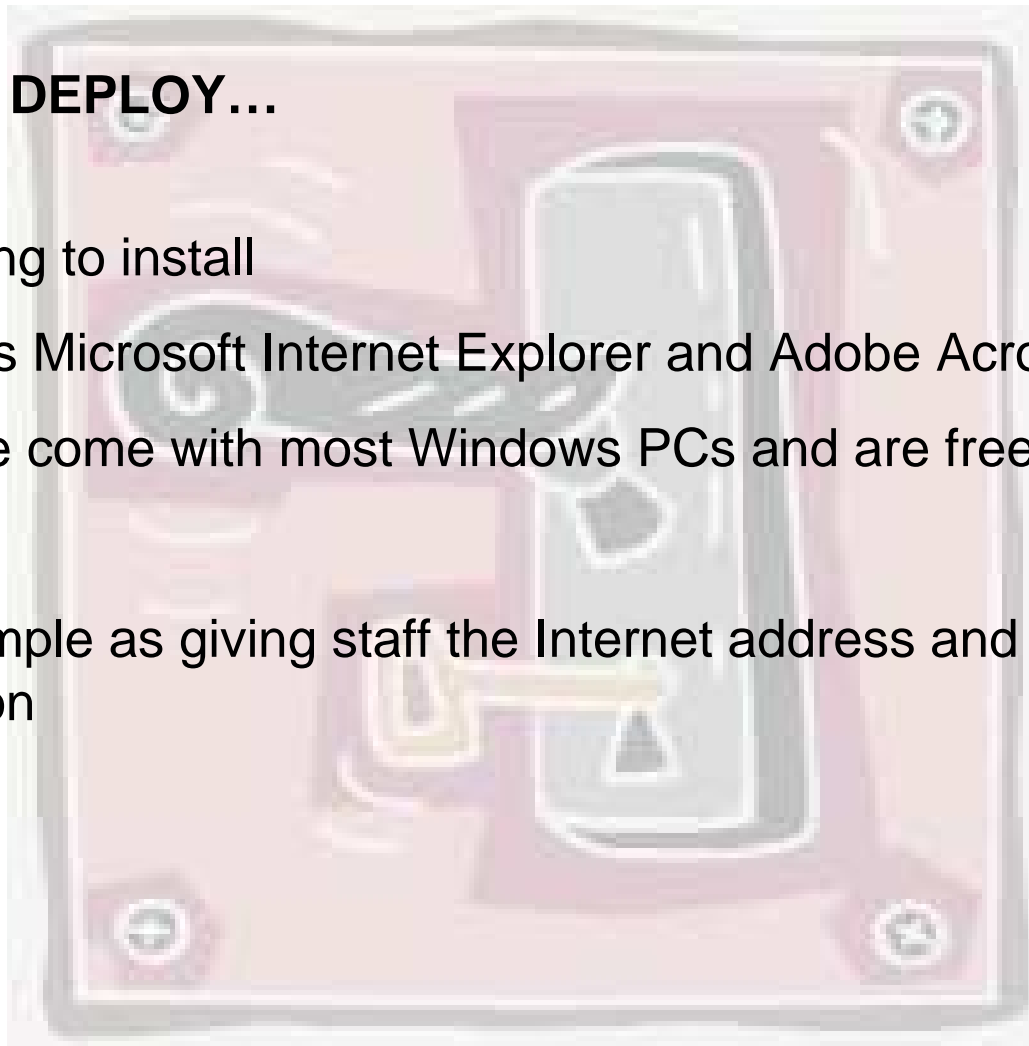 DEPLOY…
ng to install
s Microsoft Internet Explorer and Adobe Acro
e come with most Windows PCs and are free
mple as giving staff the Internet address and
on